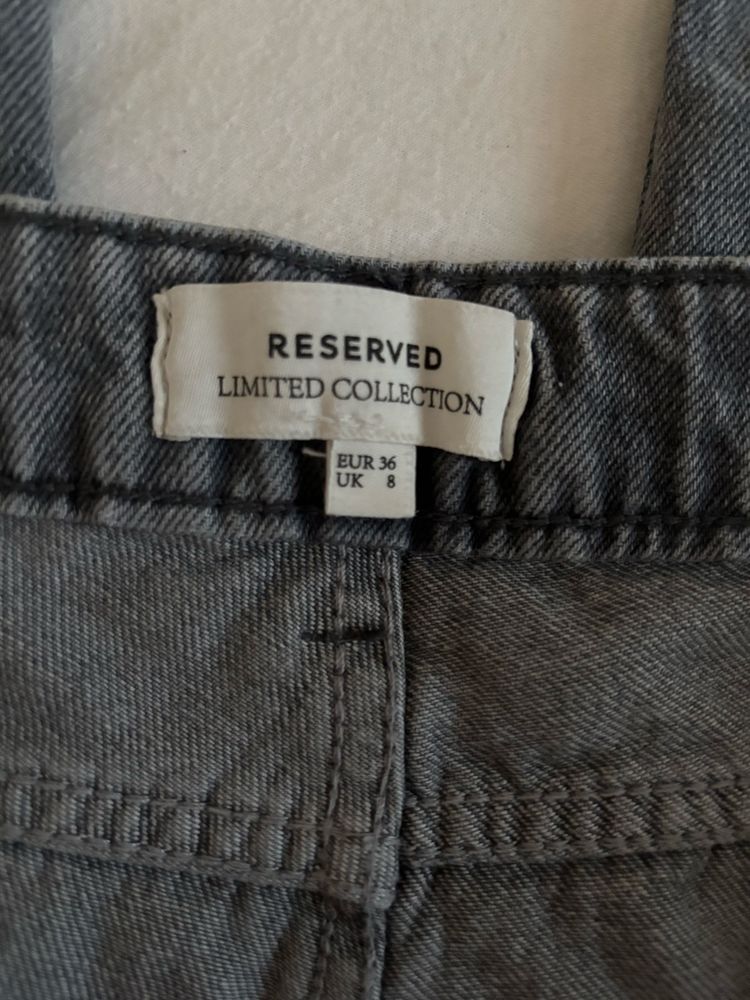 RESERVED
LIMITED COLLECTION
EUR 36
UK 8